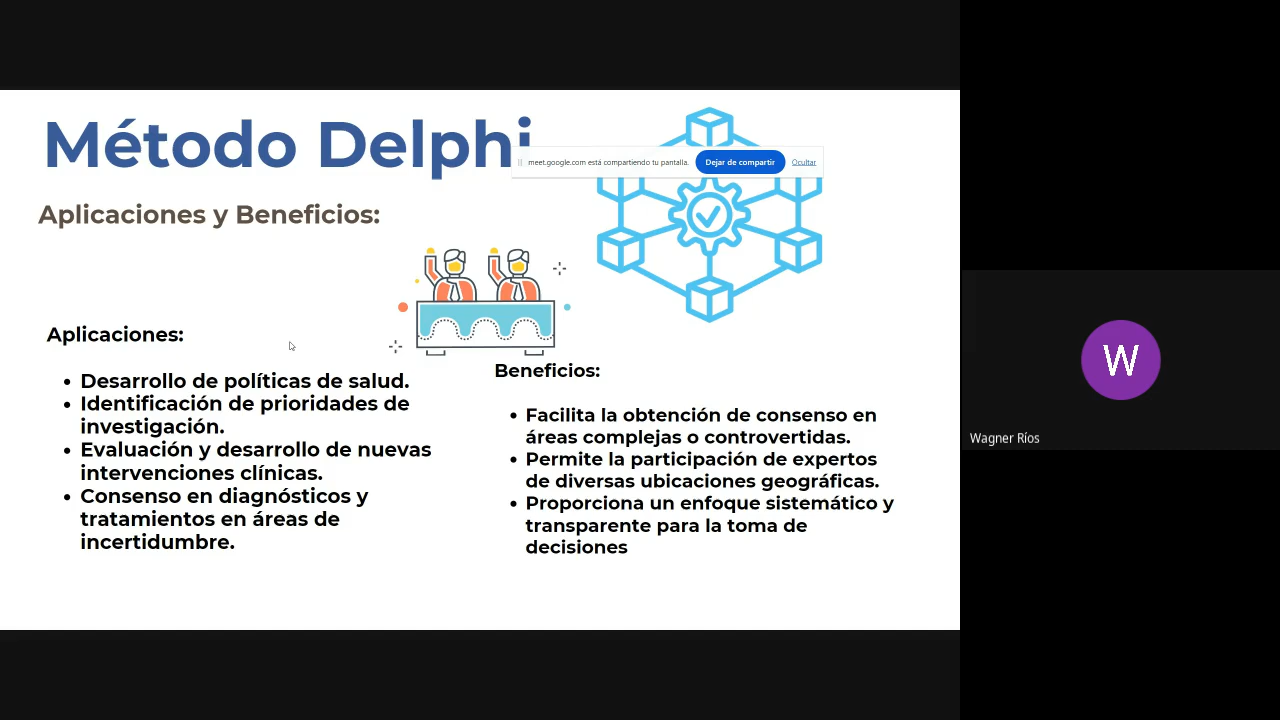 Método Delphi
meet.google.com está compartiendo tu pantalla.
Dejar de compartir
Ocultar
Aplicaciones y Beneficios:
Aplicaciones:
• Desarrollo de políticas de salud.
• Identificación de prioridades de
investigación.
• Evaluación y desarrollo de nuevas
intervenciones clínicas.
• Consenso en diagnósticos y
tratamientos en áreas de
incertidumbre.
Beneficios:
• Facilita la obtención de consenso en
áreas complejas o controvertidas.
• Permite la participación de expertos
de diversas ubicaciones geográficas.
• Proporciona un enfoque sistemático y
transparente para la toma de
decisiones
W
Wagner Ríos